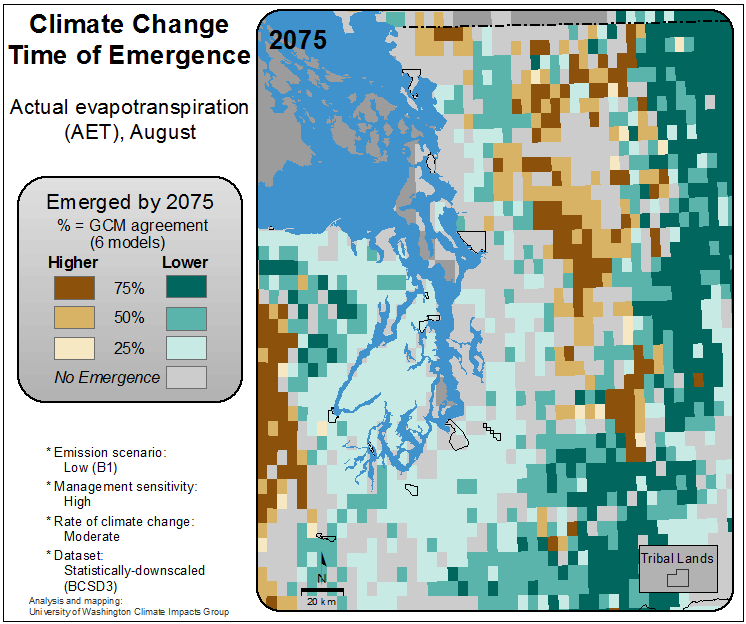 Climate Change
Time of Emergence
Actual evapotranspiration
(AET), August
Emerged by 2075
% = GCM agreement
(6 models)
Higher
Lower
75%
50%
25%
No Emergence
* Emission scenario:
Low (B1)
* Management sensitivity:
High
* Rate of climate change:
Moderate
* Dataset:
Statistically-downscaled
(BCSD3)
Analysis and mapping:
University of Washington Climate Impacts Group
2075
N
20 km
Tribal Lands